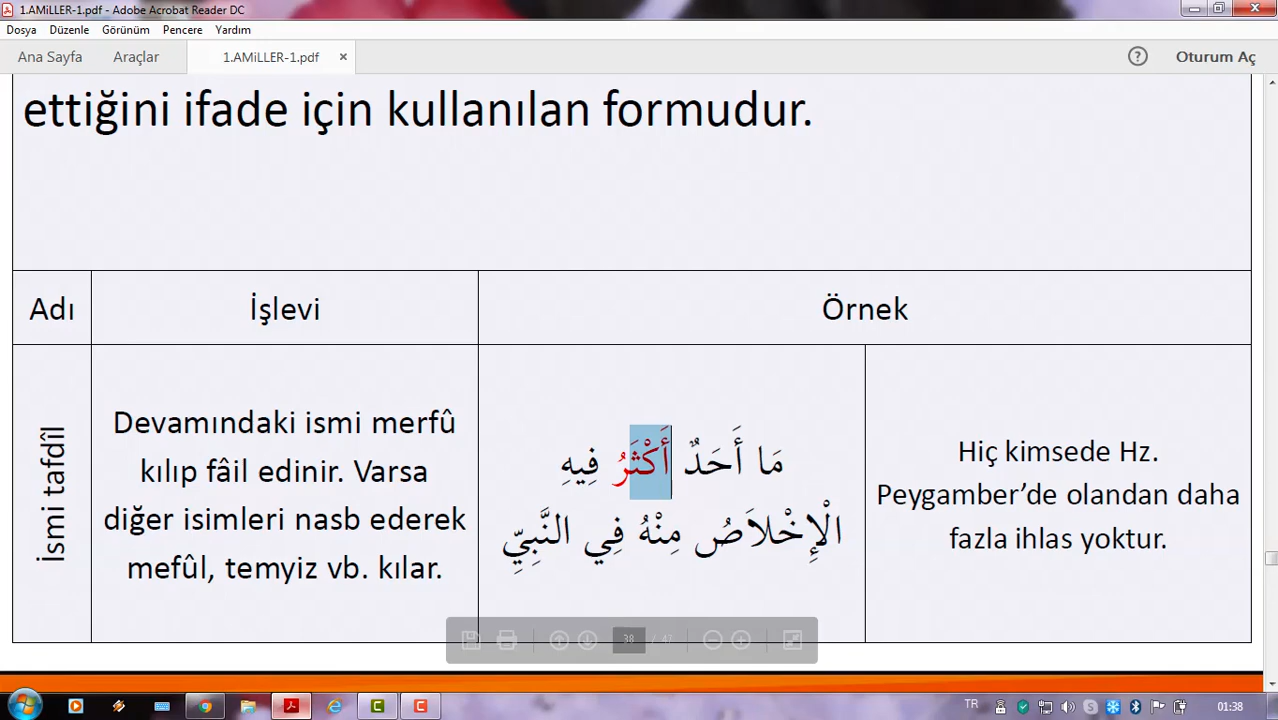 1.AMiLLER-1.pdf - Adobe Acrobat Reader DC
Dosya Düzenle Görünüm Pencere Yardım
Ana Sayfa Araçlar 1.AMiLLER-1.pdf Oturum Aç
ettiğini ifade için kullanılan formudur.
Adı İşlevi Örnek
İsmi tafdîl
Devamındaki ismi merfû
kılıp fâil edinir. Varsa
diğer isimleri nasb ederek
mefûl, temyiz vb. kılar.
مَا أَحَدٌ أَكْثَرُ فِيهِ
الْإِخْلاَصُ مِنْهُ فِي النَّبِيِّ
Hiç kimsede Hz.
Peygamber’de olandan daha
fazla ihlas yoktur.
38 / 47
TR 01:38